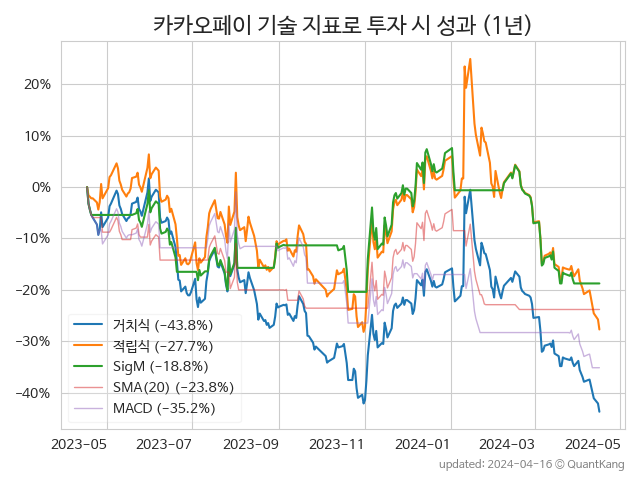 카카오페이 기술 지표로 투자 시 성과 (1년)
20%
10%
0%
−10%
−20%
−30%
−40%
거치식 (−43.8%)
적립식 (−27.7%)
SigM (−18.8%)
SMA(20) (−23.8%)
MACD (−35.2%)
2023-05 2023-07 2023-09 2023-11 2024-01 2024-03 2024-05
updated: 2024-04-16 © QuantKang